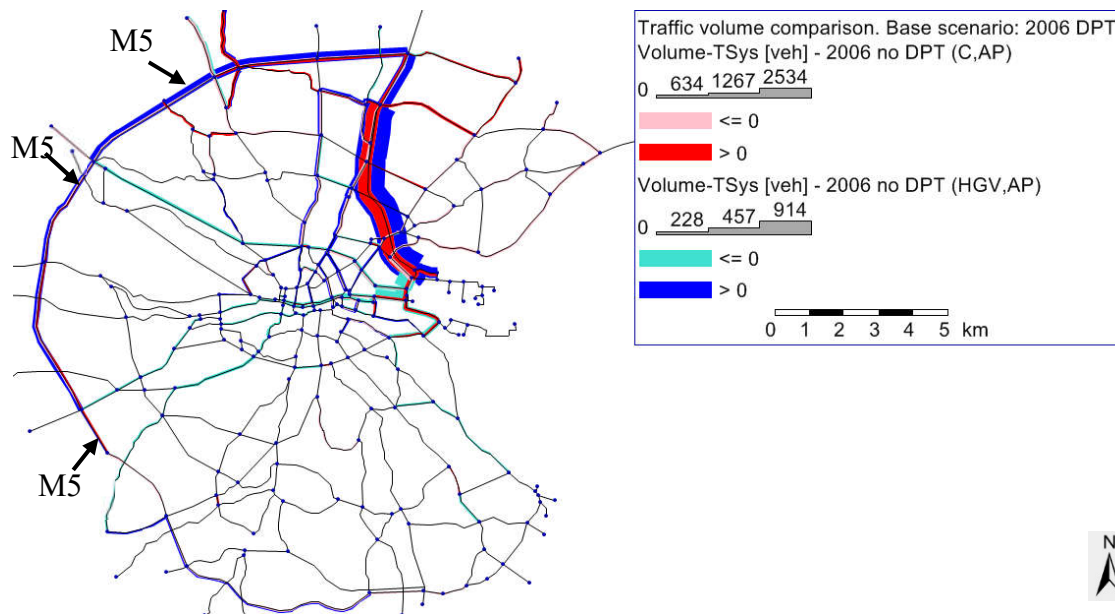 M5
M5
M5
Traffic volume comparison. Base scenario: 2006 DPT
Volume-TSys [veh] - 2006 no DPT (C,AP)
0 634 1267 2534
<= 0
> 0
Volume-TSys [veh] - 2006 no DPT (HGV,AP)
0 228 457 914
<= 0
> 0
0 1 2 3 4 5 km
N